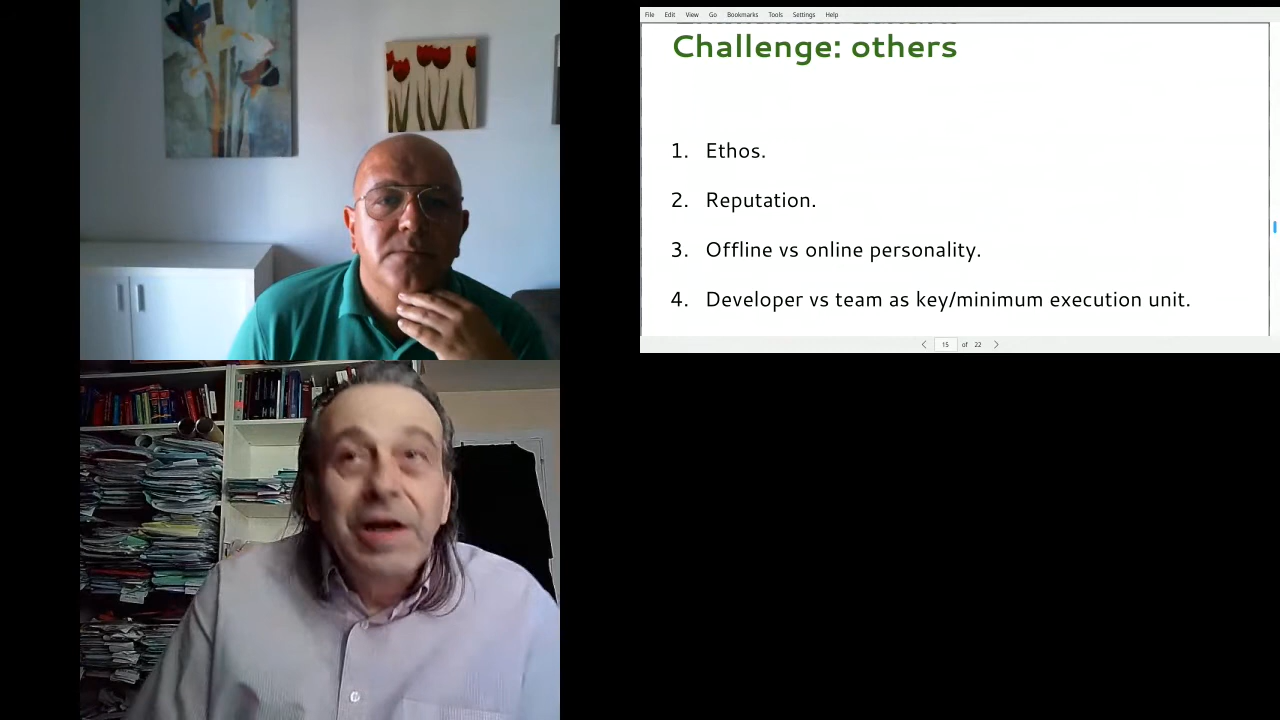 File Edit View Go Bookmarks Tools Settings Help
Challenge: others
1. Ethos.
2. Reputation.
3. Offline vs online personality.
4. Developer vs team as key/minimum execution unit.
15 of 22